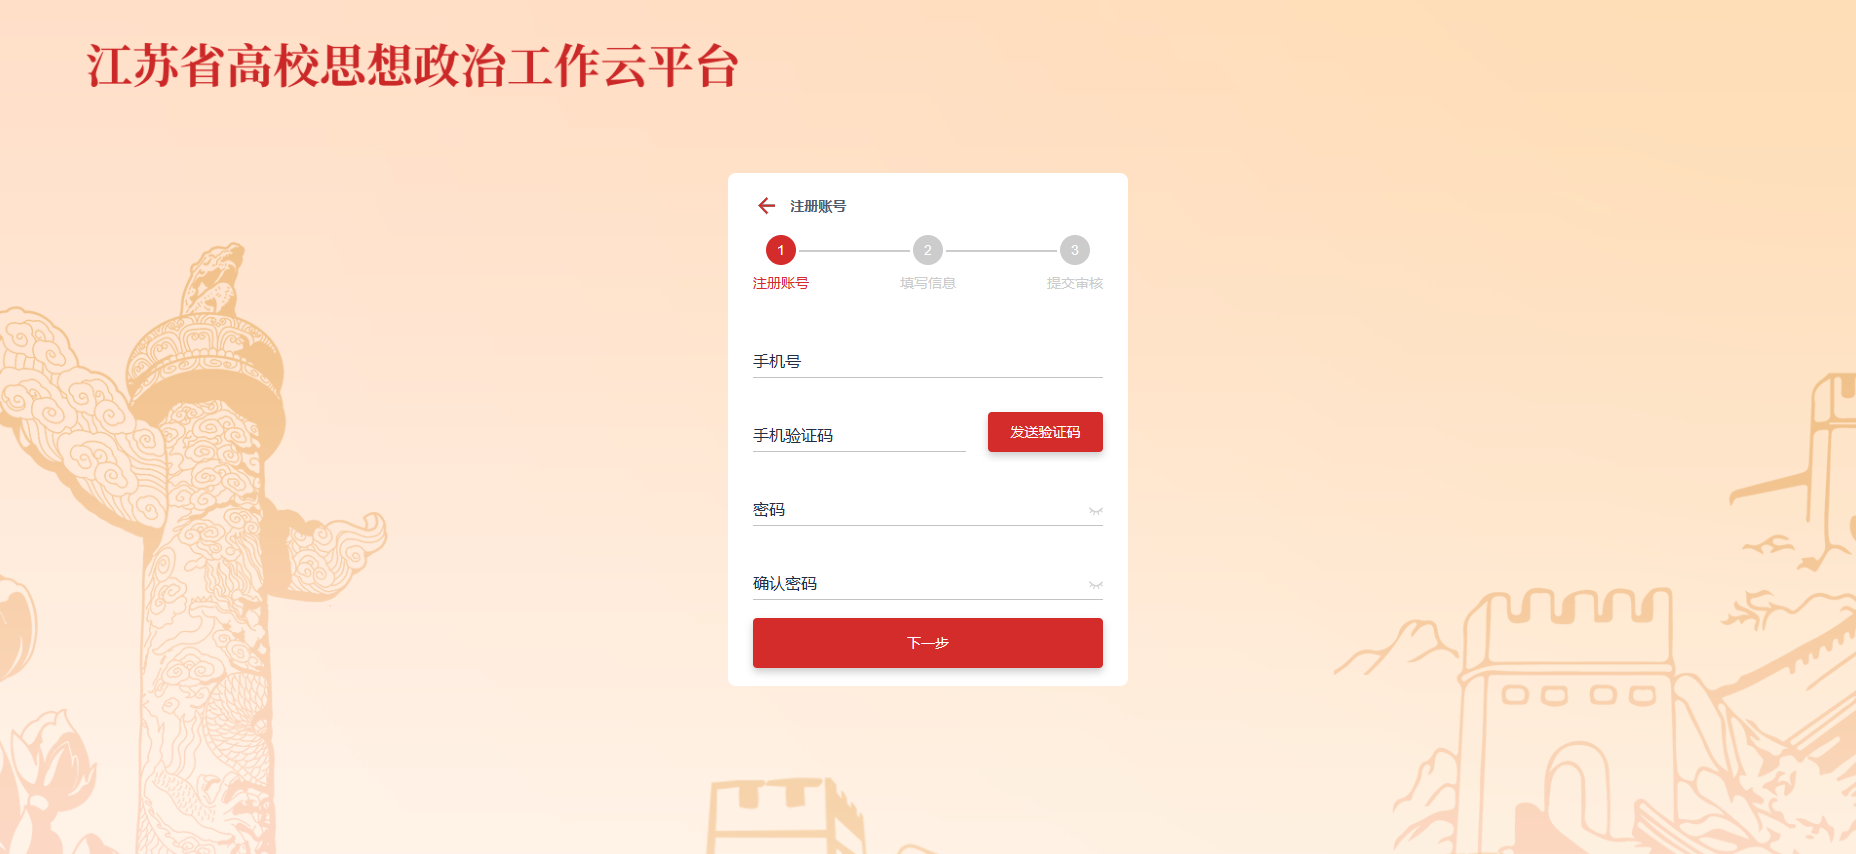 江苏省高校思想政治工作云平台
注册账号
1 2 3
注册账号 填写信息 提交审核
手机号
手机验证码 发送验证码
密码
确认密码
下一步